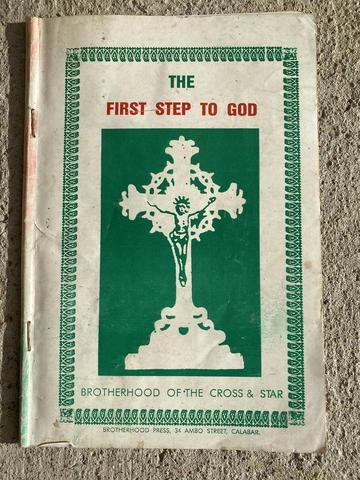 THE
FIRST STEP TO GOD
BROTHERHOOD OF THE CROSS & STAR
BROTHERHOOD PRESS, 34 AMBO STREET, CALABAR.